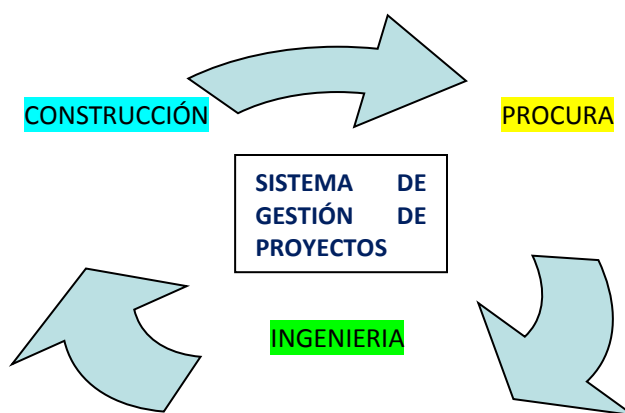 CONSTRUCCIÓN
PROCURA
SISTEMA DE
GESTIÓN DE
PROYECTOS
INGENIERIA